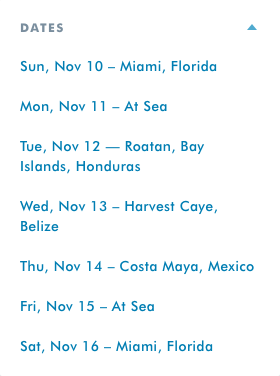 DATES
Sun, Nov 10 – Miami, Florida
Mon, Nov 11 – At Sea
Tue, Nov 12 — Roatan, Bay
Islands, Honduras
Wed, Nov 13 – Harvest Caye,
Belize
Thu, Nov 14 – Costa Maya, Mexico
Fri, Nov 15 – At Sea
Sat, Nov 16 – Miami, Florida